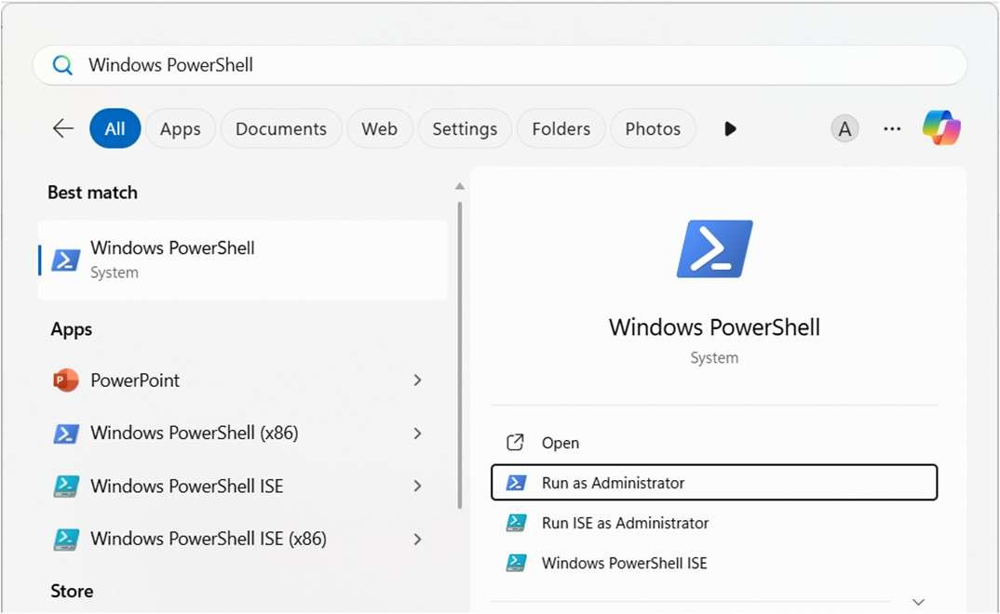 Windows PowerShell
All
Apps
Documents
Web
Settings
Folders
Photos
A
Best match
Windows PowerShell
System
Apps
PowerPoint
Windows PowerShell (x86)
Windows PowerShell ISE
Windows PowerShell ISE (x86)
Store
Windows PowerShell
System
Open
Run as Administrator
Run ISE as Administrator
Windows PowerShell ISE